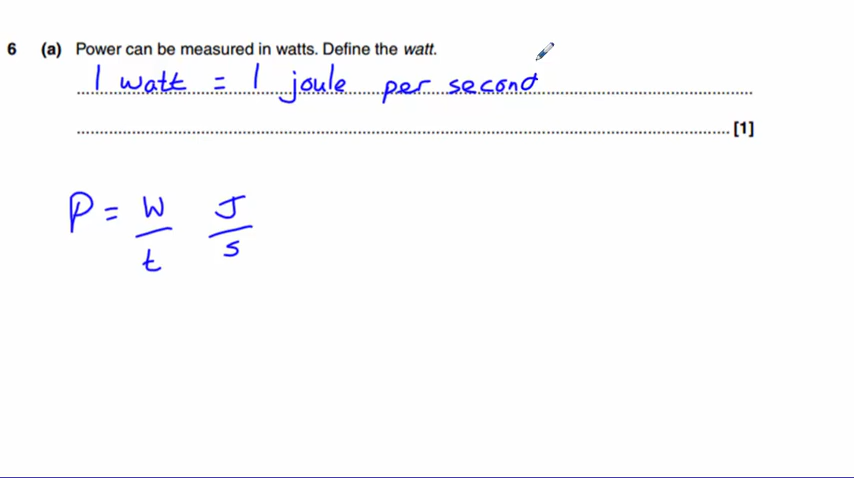 6 (a) Power can be measured in watts. Define the watt.
1 watt = 1 joule per second
[1]
P = W/t J/s